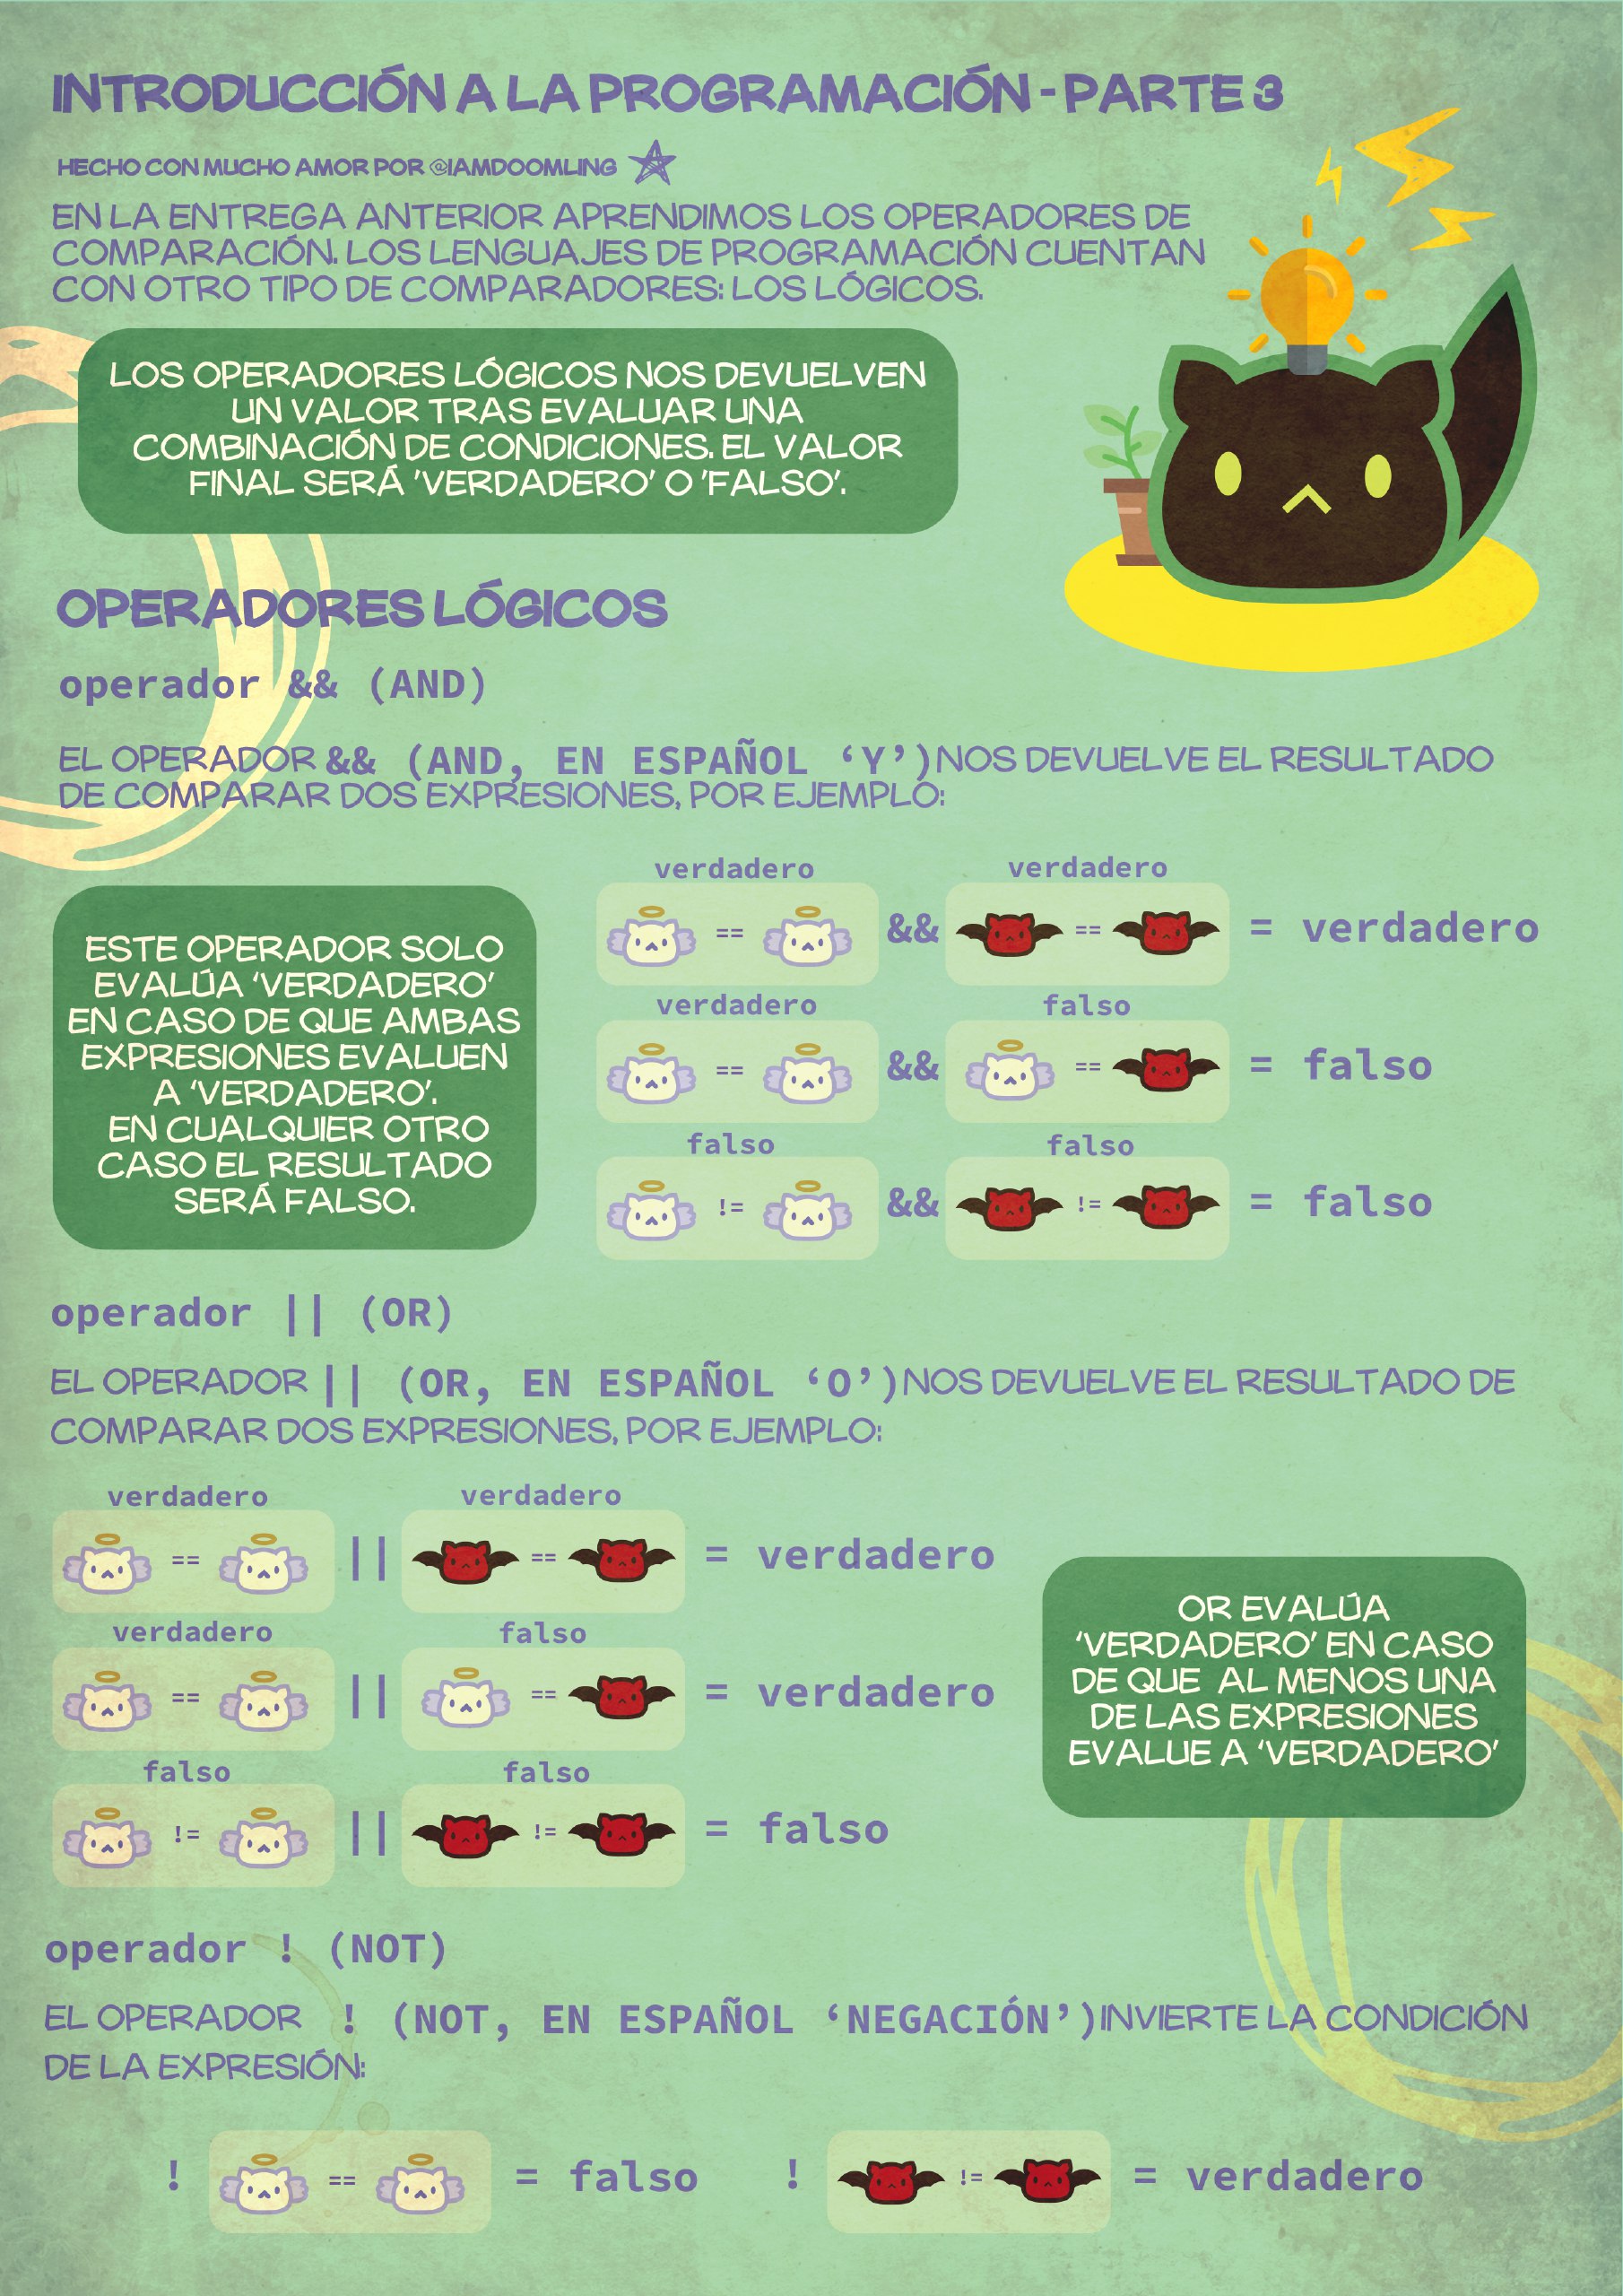 INTRODUCCIÓN A LA PROGRAMACIÓN - PARTE 3
HECHO CON MUCHO AMOR POR @IAMDOOMLING
EN LA ENTREGA ANTERIOR APRENDIMOS LOS OPERADORES DE
COMPARACIÓN. LOS LENGUAJES DE PROGRAMACIÓN CUENTAN
CON OTRO TIPO DE COMPARADORES: LOS LÓGICOS.
LOS OPERADORES LÓGICOS NOS DEVUELVEN
UN VALOR TRAS EVALUAR UNA
COMBINACIÓN DE CONDICIONES. EL VALOR
FINAL SERÁ 'VERDADERO' O 'FALSO'.
OPERADORES LÓGICOS
operador && (AND)
EL OPERADOR && (AND, EN ESPAÑOL ‘Y’) NOS DEVUELVE EL RESULTADO
DE COMPARAR DOS EXPRESIONES, POR EJEMPLO:
ESTE OPERADOR SOLO
EVALÚA ‘VERDADERO’
EN CASO DE QUE AMBAS
EXPRESIONES EVALUEN
A ‘VERDADERO’.
EN CUALQUIER OTRO
CASO EL RESULTADO
SERÁ FALSO.
verdadero verdadero
== && == = verdadero
verdadero falso
== && == = falso
falso falso
!= && != = falso
operador || (OR)
EL OPERADOR || (OR, EN ESPAÑOL ‘O’) NOS DEVUELVE EL RESULTADO DE
COMPARAR DOS EXPRESIONES, POR EJEMPLO:
verdadero verdadero
== || == = verdadero
verdadero falso
== || == = verdadero
falso falso
!= || != = falso
OR EVALÚA
‘VERDADERO’ EN CASO
DE QUE AL MENOS UNA
DE LAS EXPRESIONES
EVALUE A ‘VERDADERO’
operador ! (NOT)
EL OPERADOR ! (NOT, EN ESPAÑOL ‘NEGACIÓN’) INVIERTE LA CONDICIÓN
DE LA EXPRESIÓN:
! == = falso ! != = verdadero